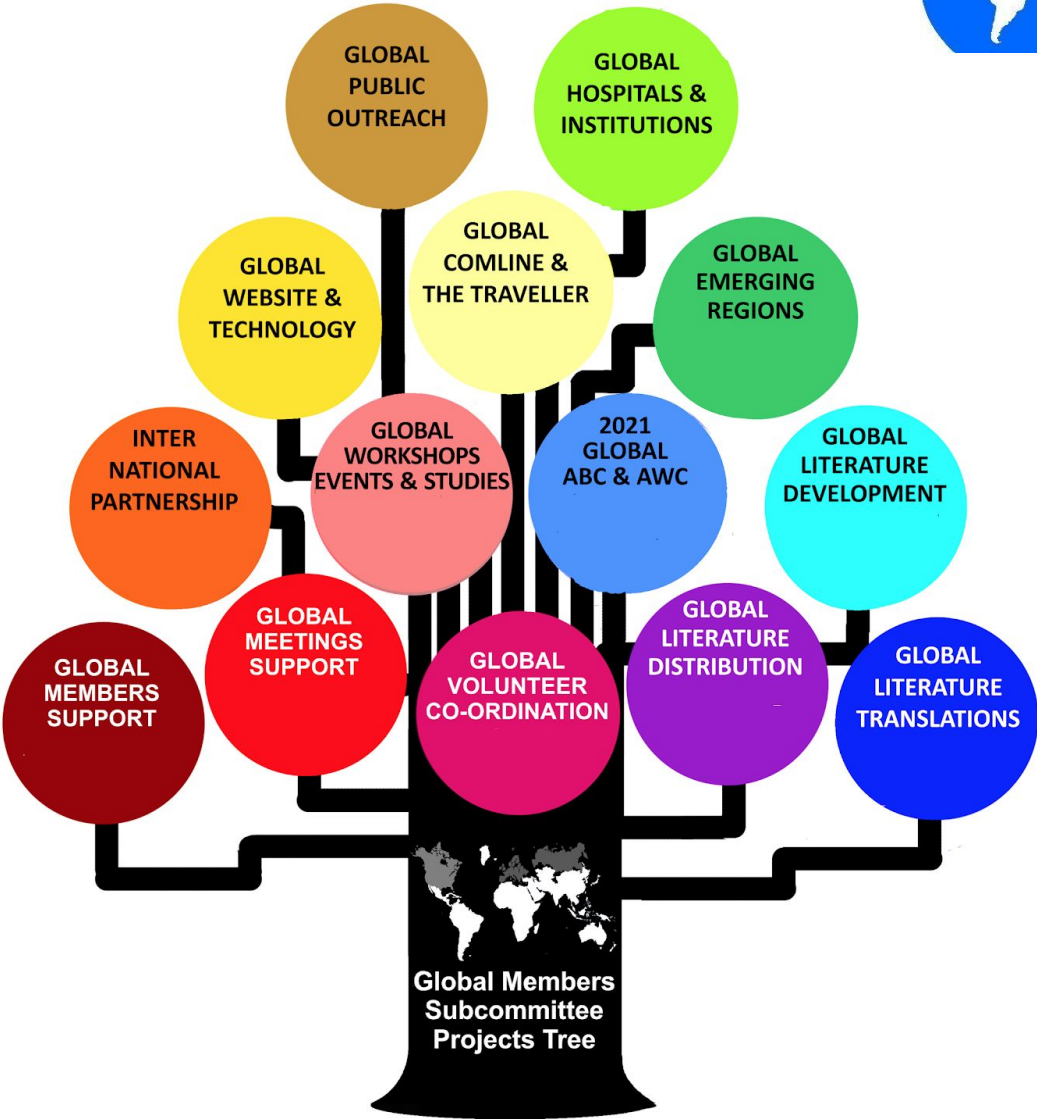 GLOBAL
PUBLIC
OUTREACH
GLOBAL
HOSPITALS &
INSTITUTIONS
GLOBAL
WEBSITE &
TECHNOLOGY
GLOBAL
COMLINE &
THE TRAVELLER
GLOBAL
EMERGING
REGIONS
INTER
NATIONAL
PARTNERSHIP
GLOBAL
WORKSHOPS
EVENTS & STUDIES
2021
GLOBAL
ABC & AWC
GLOBAL
LITERATURE
DEVELOPMENT
GLOBAL
MEMBERS
SUPPORT
GLOBAL
MEETINGS
SUPPORT
GLOBAL
VOLUNTEER
CO-ORDINATION
GLOBAL
LITERATURE
DISTRIBUTION
GLOBAL
LITERATURE
TRANSLATIONS
Global Members
Subcommittee
Projects Tree